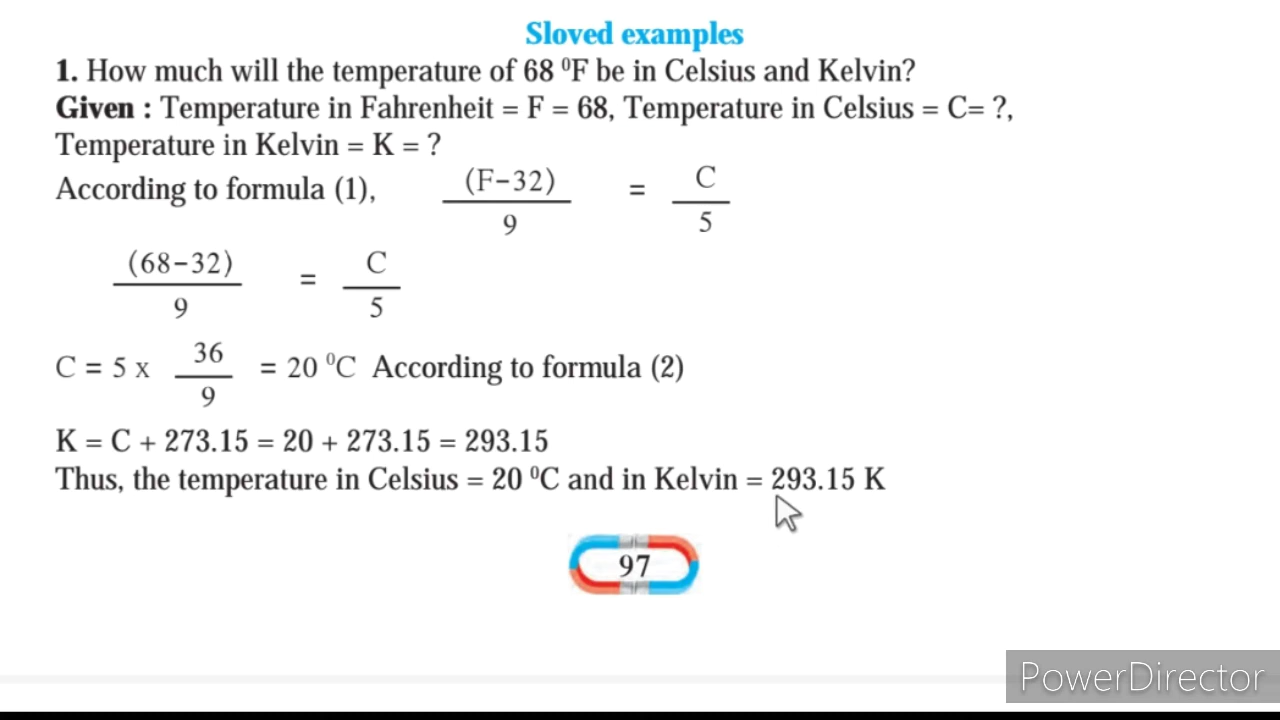 Sloved examples
1. How much will the temperature of 68 ⁰F be in Celsius and Kelvin?
Given : Temperature in Fahrenheit = F = 68, Temperature in Celsius = C= ?,
Temperature in Kelvin = K = ?
According to formula (1), (F-32)/9 = C/5
(68-32)/9 = C/5
C = 5 x 36/9 = 20 ⁰C According to formula (2)
K = C + 273.15 = 20 + 273.15 = 293.15
Thus, the temperature in Celsius = 20 ⁰C and in Kelvin = 293.15 K
97
PowerDirector